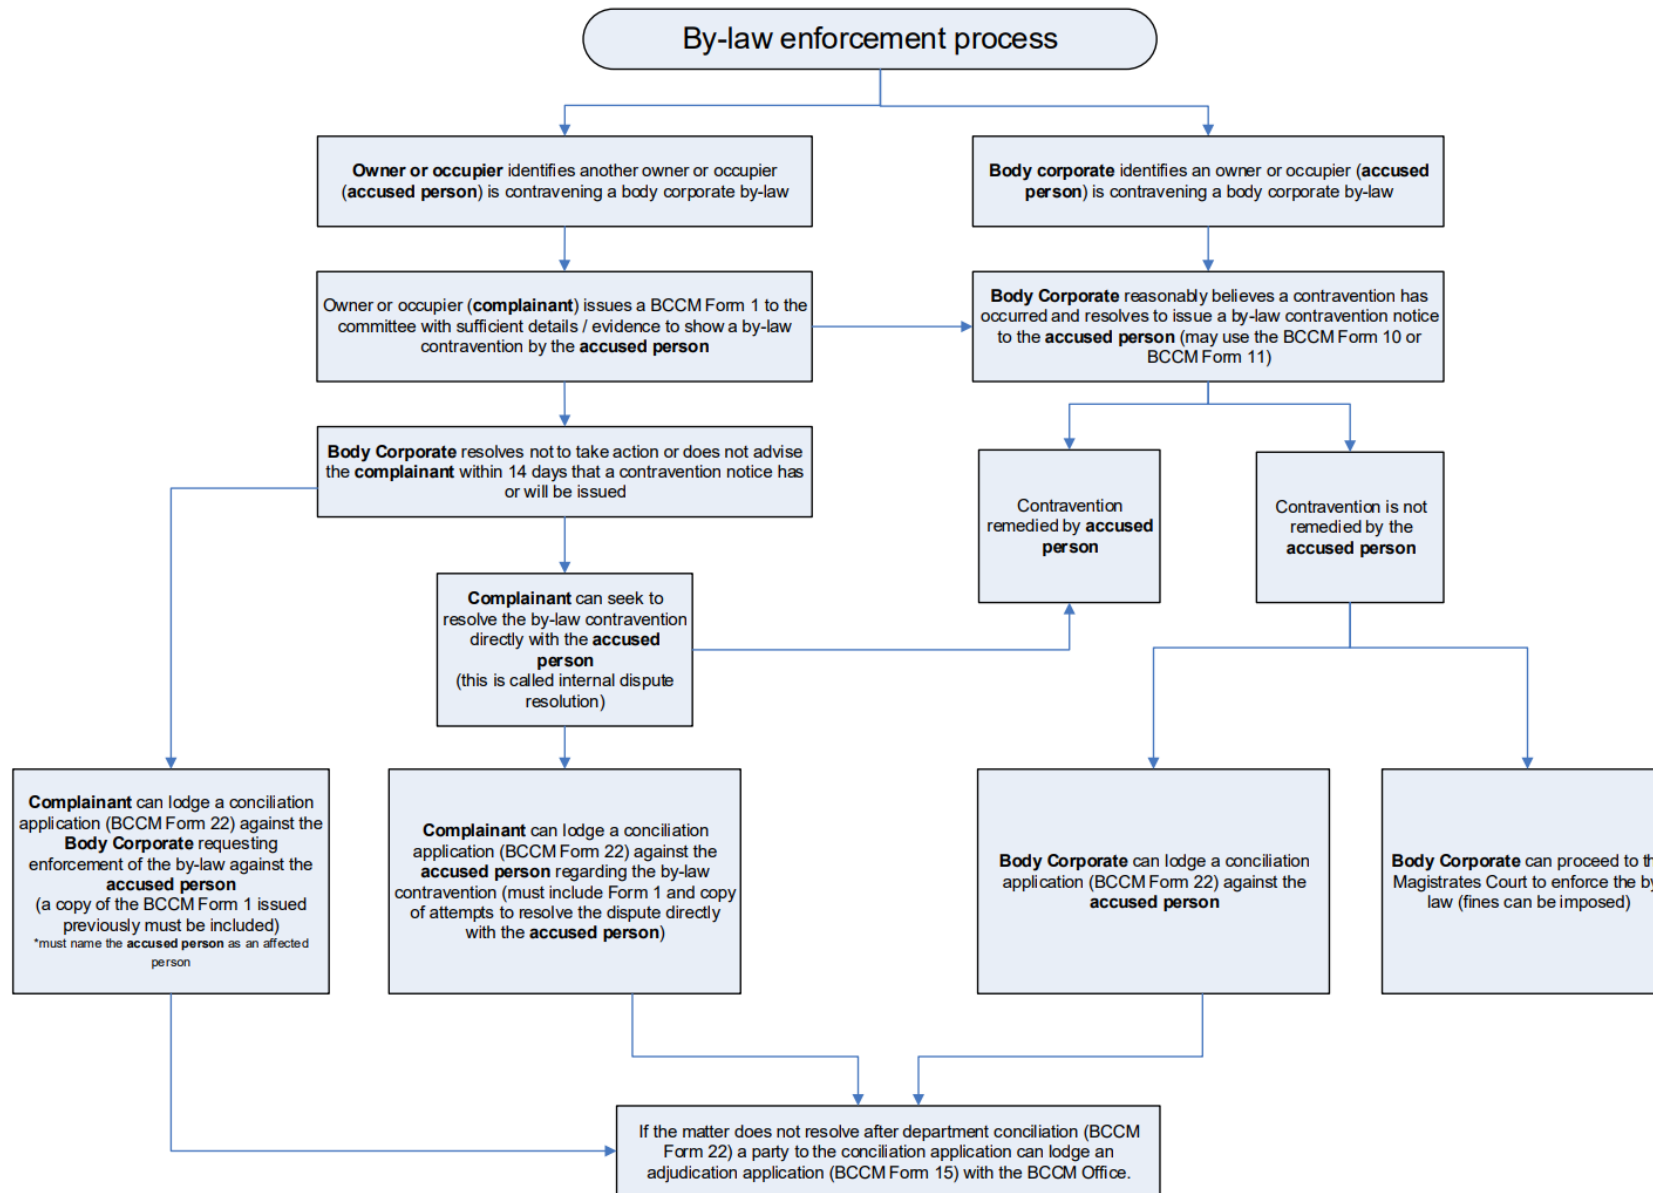 By-law enforcement process
Owner or occupier identifies another owner or occupier
(accused person) is contravening a body corporate by-law
Body corporate identifies an owner or occupier (accused
person) is contravening a body corporate by-law
Owner or occupier (complainant) issues a BCCM Form 1 to the
committee with sufficient details / evidence to show a by-law
contravention by the accused person
Body Corporate reasonably believes a contravention has
occurred and resolves to issue a by-law contravention notice
to the accused person (may use the BCCM Form 10 or
BCCM Form 11)
Body Corporate resolves not to take action or does not advise
the complainant within 14 days that a contravention notice has
or will be issued
Contravention
remedied by accused
person
Contravention is not
remedied by the
accused person
Complainant can seek to
resolve the by-law contravention
directly with the accused
person
(this is called internal dispute
resolution)
Complainant can lodge a conciliation
application (BCCM Form 22) against the
Body Corporate requesting
enforcement of the by-law against the
accused person
(a copy of the BCCM Form 1 issued
previously must be included)
*must name the accused person as an affected
person
Complainant can lodge a conciliation
application (BCCM Form 22) against the
accused person regarding the by-law
contravention (must include Form 1 and copy
of attempts to resolve the dispute directly
with the accused person)
Body Corporate can lodge a conciliation
application (BCCM Form 22) against the
accused person
Body Corporate can proceed to th
Magistrates Court to enforce the by
law (fines can be imposed)
If the matter does not resolve after department conciliation (BCCM
Form 22) a party to the conciliation application can lodge an
adjudication application (BCCM Form 15) with the BCCM Office.